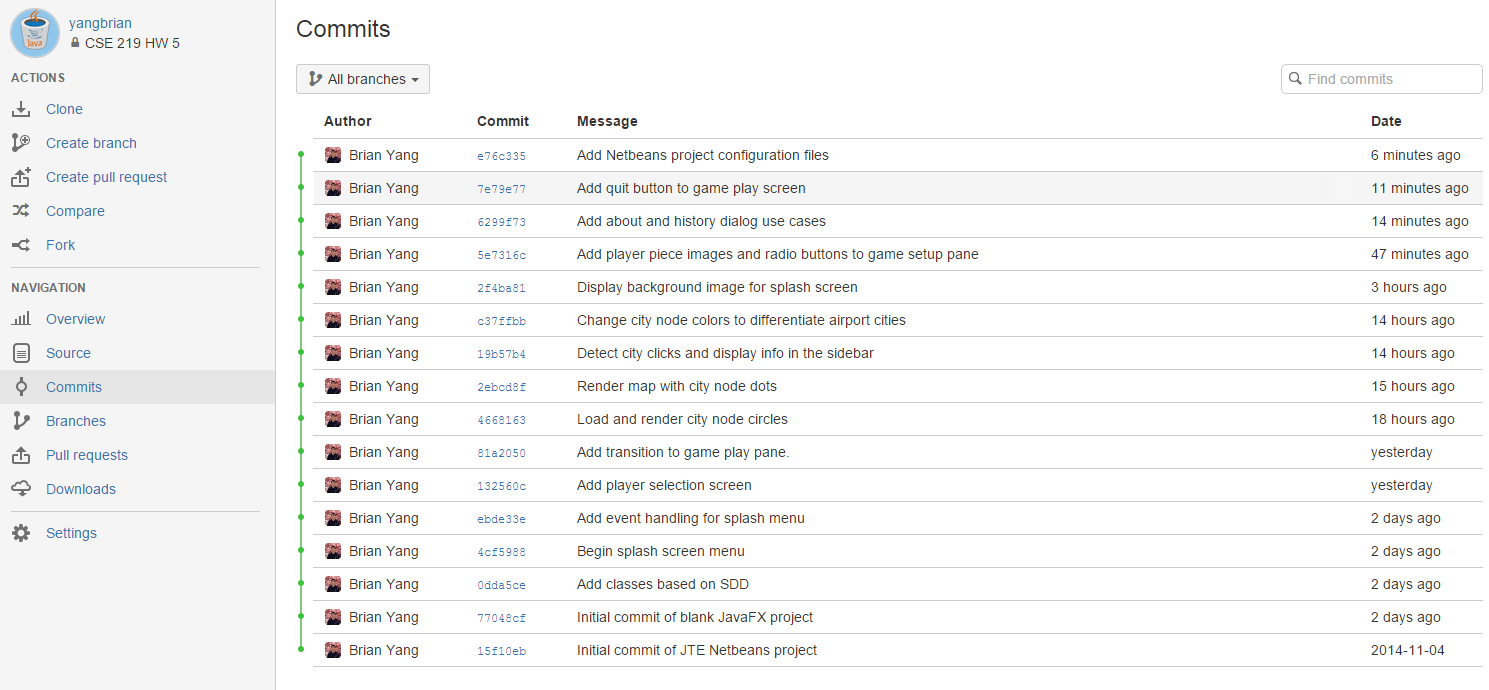 yangbrian
CSE 219 HW 5
ACTIONS
Clone
Create branch
Create pull request
Compare
Fork
NAVIGATION
Overview
Source
Commits
Branches
Pull requests
Downloads
Settings
Java
Commits
All branches
Find commits
Author Commit Message Date
Brian Yang e76c335 Add Netbeans project configuration files 6 minutes ago
Brian Yang 7e79e77 Add quit button to game play screen 11 minutes ago
Brian Yang 6299f73 Add about and history dialog use cases 14 minutes ago
Brian Yang 5e7316c Add player piece images and radio buttons to game setup pane 47 minutes ago
Brian Yang 2f4ba81 Display background image for splash screen 3 hours ago
Brian Yang c37ffbb Change city node colors to differentiate airport cities 14 hours ago
Brian Yang 19b57b4 Detect city clicks and display info in the sidebar 14 hours ago
Brian Yang 2ebcd8f Render map with city node dots 15 hours ago
Brian Yang 4668163 Load and render city node circles 18 hours ago
Brian Yang 81a2050 Add transition to game play pane. yesterday
Brian Yang 132560c Add player selection screen yesterday
Brian Yang ebde33e Add event handling for splash menu 2 days ago
Brian Yang 4cf5988 Begin splash screen menu 2 days ago
Brian Yang 0dda5ce Add classes based on SDD 2 days ago
Brian Yang 77048cf Initial commit of blank JavaFX project 2 days ago
Brian Yang 15f10eb Initial commit of JTE Netbeans project 2014-11-04